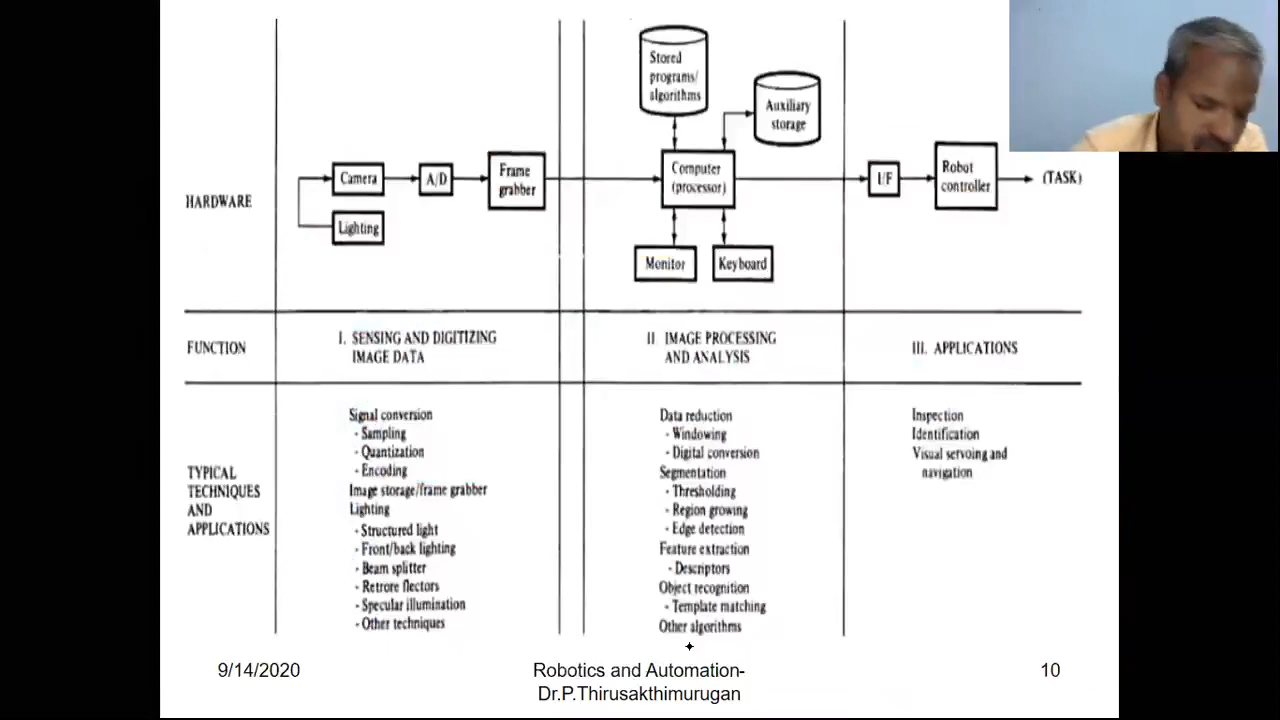 Stored
programs/
algorithms
Auxiliary
storage
Camera
A/D
Frame
grabber
Computer
(processor)
I/F
Robot
controller
(TASK)
HARDWARE
Lighting
Monitor
Keyboard
FUNCTION
I. SENSING AND DIGITIZING
IMAGE DATA
II IMAGE PROCESSING
AND ANALYSIS
III. APPLICATIONS
TYPICAL
TECHNIQUES
AND
APPLICATIONS
Signal conversion
- Sampling
- Quantization
- Encoding
Image storage/frame grabber
Lighting
- Structured light
- Front/back lighting
- Beam splitter
- Retrore flectors
- Specular illumination
- Other techniques
Data reduction
- Windowing
- Digital conversion
Segmentation
- Thresholding
- Region growing
- Edge detection
Feature extraction
- Descriptors
Object recognition
- Template matching
Other algorithms
Inspection
Identification
Visual servoing and
navigation
9/14/2020
Robotics and Automation-
Dr.P.Thirusakthimurugan
10